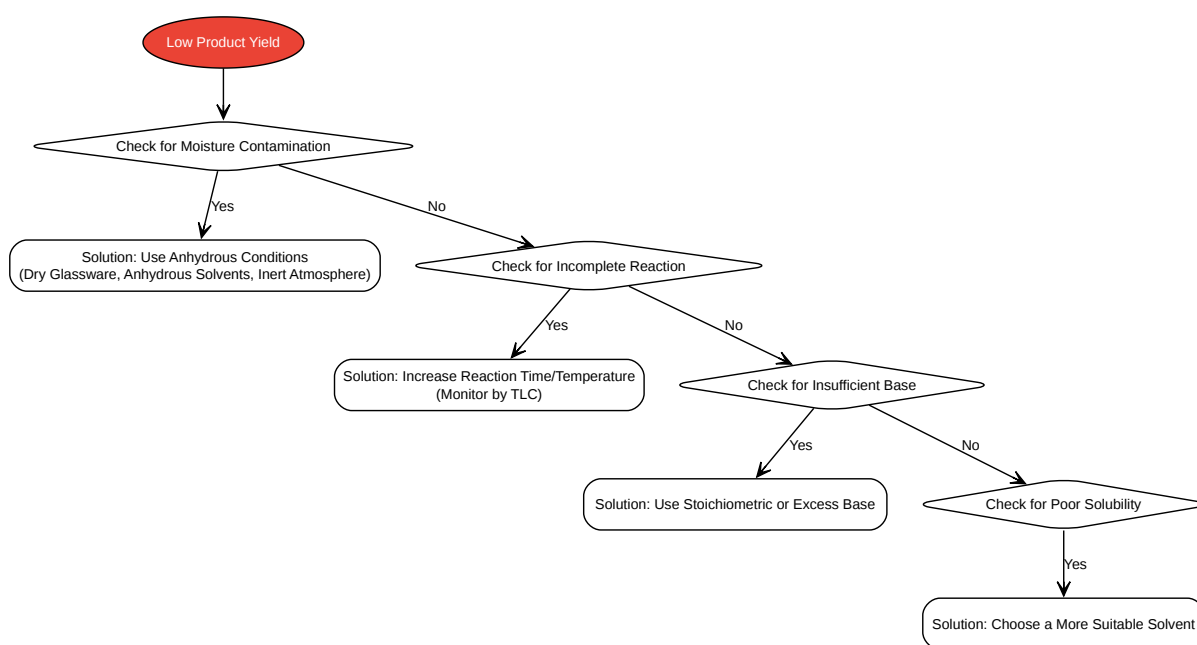 Low Product Yield
Check for Moisture Contamination
Yes
No
Solution: Use Anhydrous Conditions
(Dry Glassware, Anhydrous Solvents, Inert Atmosphere)
Check for Incomplete Reaction
Yes
No
Solution: Increase Reaction Time/Temperature
(Monitor by TLC)
Check for Insufficient Base
Yes
No
Solution: Use Stoichiometric or Excess Base
Check for Poor Solubility
Yes
Solution: Choose a More Suitable Solvent